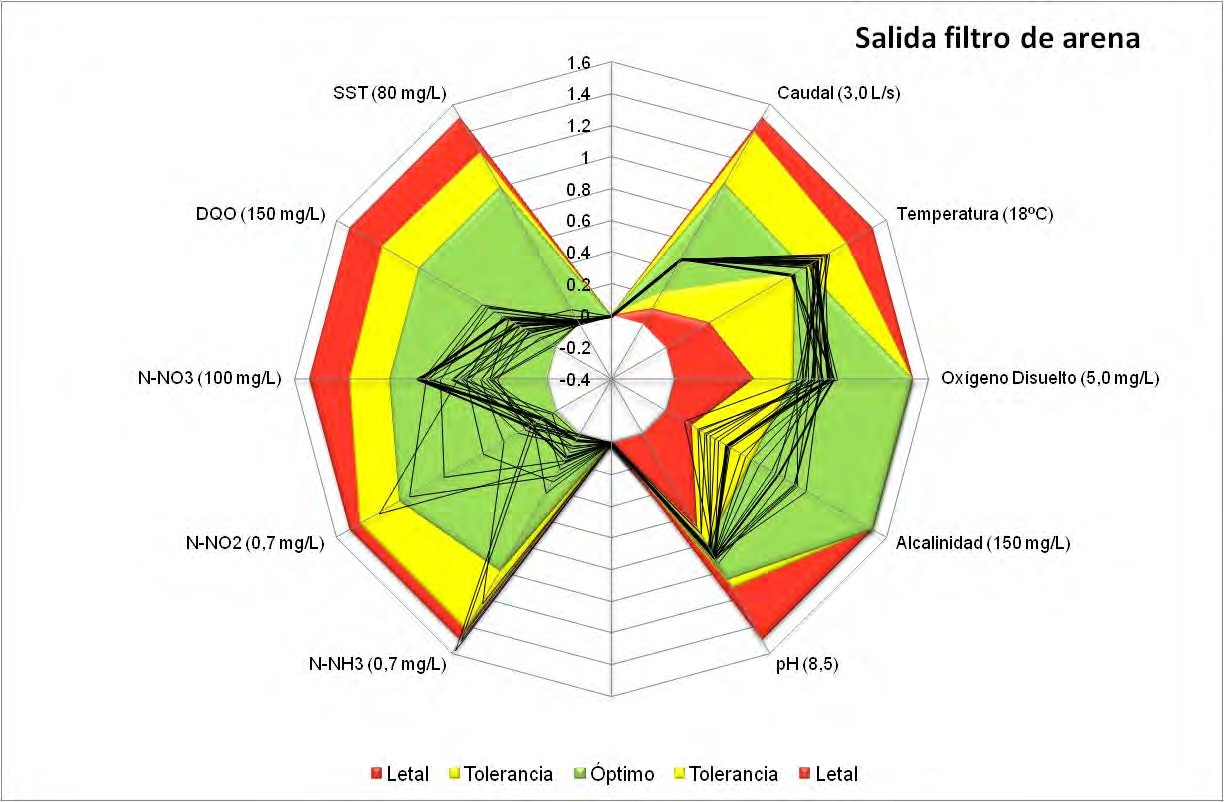 Salida filtro de arena
1.6
1.4
1.2
1
0.8
0.6
0.4
0.2
0
-0.2
-0.4
Caudal (3,0 L/s)
Temperatura (18ºC)
Oxígeno Disuelto (5,0 mg/L)
Alcalinidad (150 mg/L)
pH (8,5)
N-NH3 (0,7 mg/L)
N-NO2 (0,7 mg/L)
N-NO3 (100 mg/L)
DQO (150 mg/L)
SST (80 mg/L)
Letal Tolerancia Óptimo Tolerancia Letal